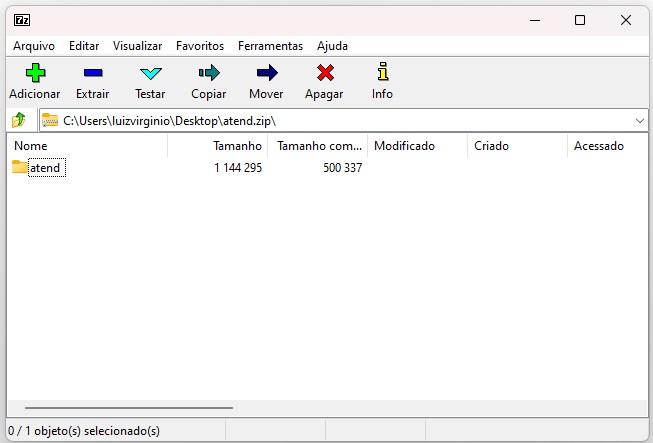 7z
Arquivo Editar Visualizar Favoritos Ferramentas Ajuda
Adicionar Extrair Testar Copiar Mover Apagar Info
C:\Users\luizvirginio\Desktop\atend.zip\
Nome Tamanho Tamanho com... Modificado Criado Acessado
atend 1 144 295 500 337
0 / 1 objeto(s) selecionado(s)